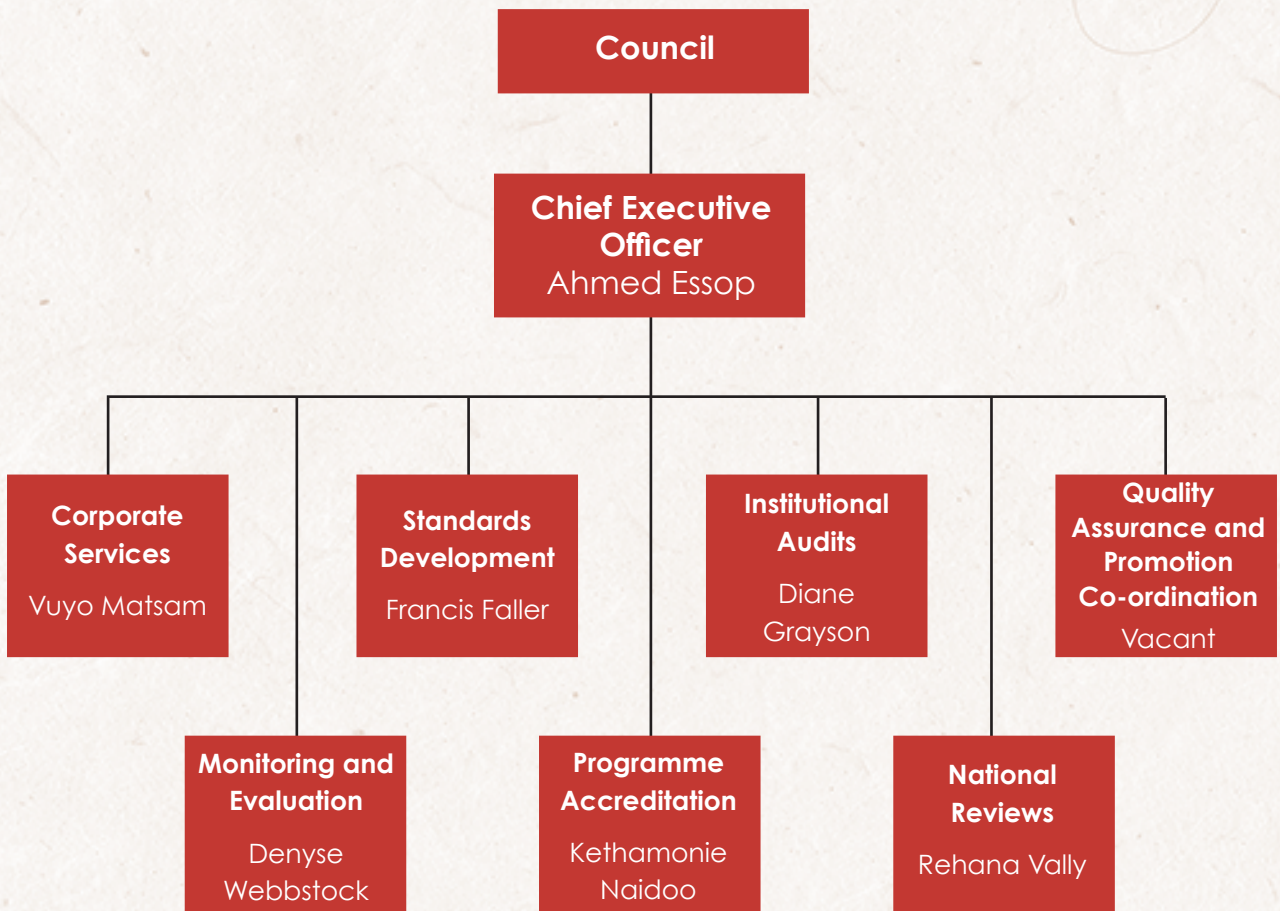 Council
Chief Executive
Officer
Ahmed Essop
Corporate
Services
Vuyo Matsam
Standards
Development
Francis Faller
Institutional
Audits
Diane
Grayson
Quality
Assurance and
Promotion
Co-ordination
Vacant
Monitoring and
Evaluation
Denyse
Webbstock
Programme
Accreditation
Kethamonie
Naidoo
National
Reviews
Rehana Vally